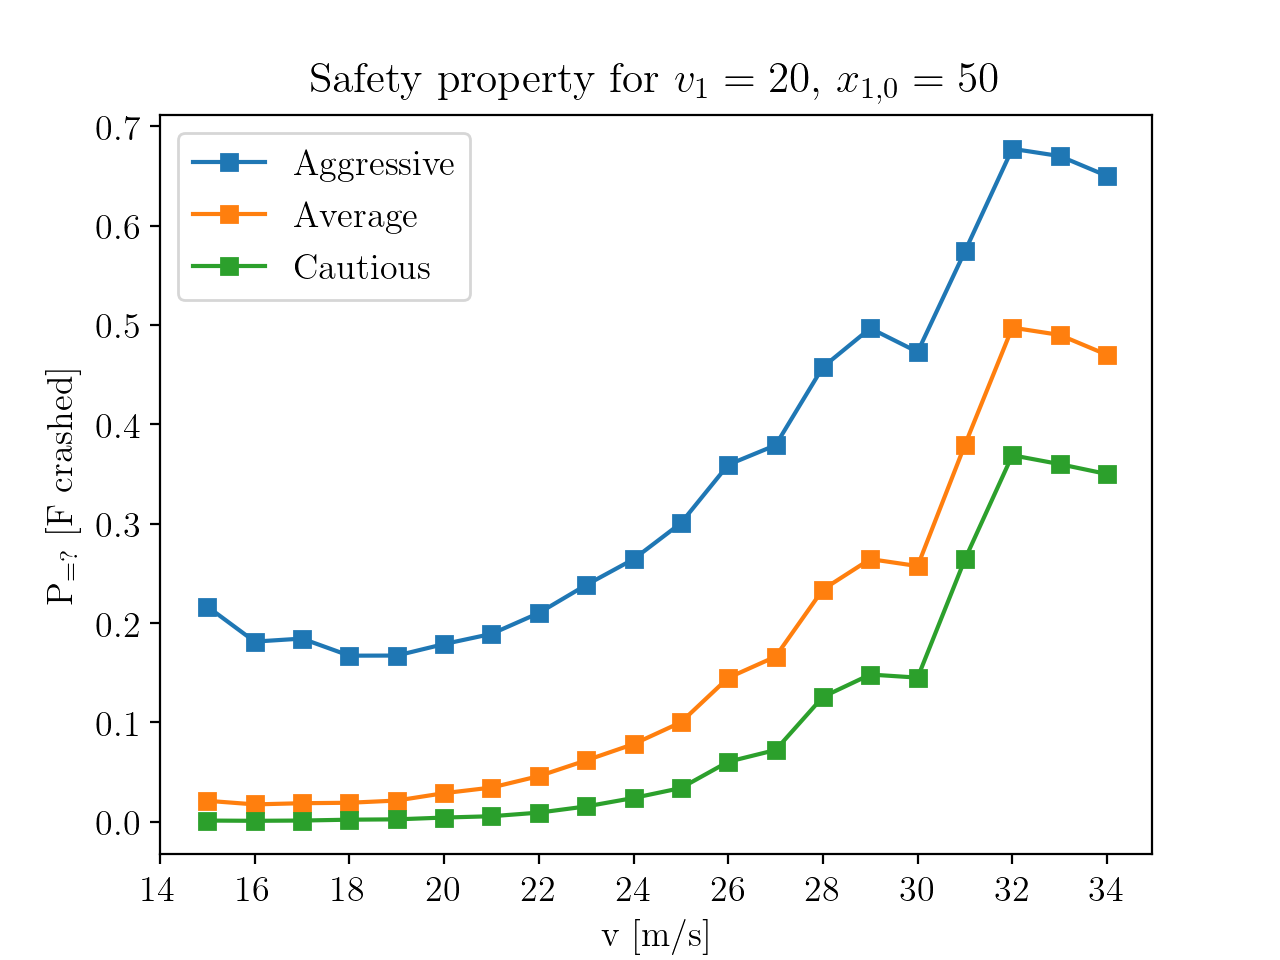 Safety property for v₁ = 20, x₁,₀ = 50
Aggressive
Average
Cautious
0.7
0.6
0.5
0.4
0.3
0.2
0.1
0.0
P=? [F crashed]
14 16 18 20 22 24 26 28 30 32 34
v [m/s]